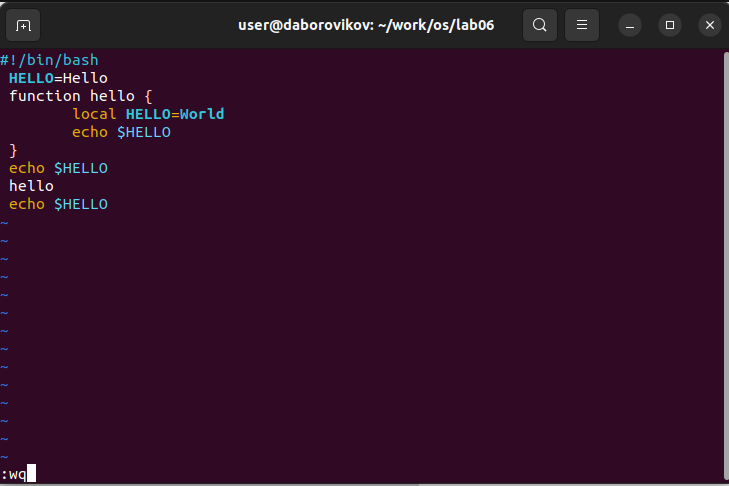 user@daborovikov: ~/work/os/lab06
#!/bin/bash
 HELLO=Hello
 function hello {
        local HELLO=World
        echo $HELLO
 }
 echo $HELLO
 hello
 echo $HELLO
~
~
~
~
~
~
~
~
~
~
~
~
~
~
:wq